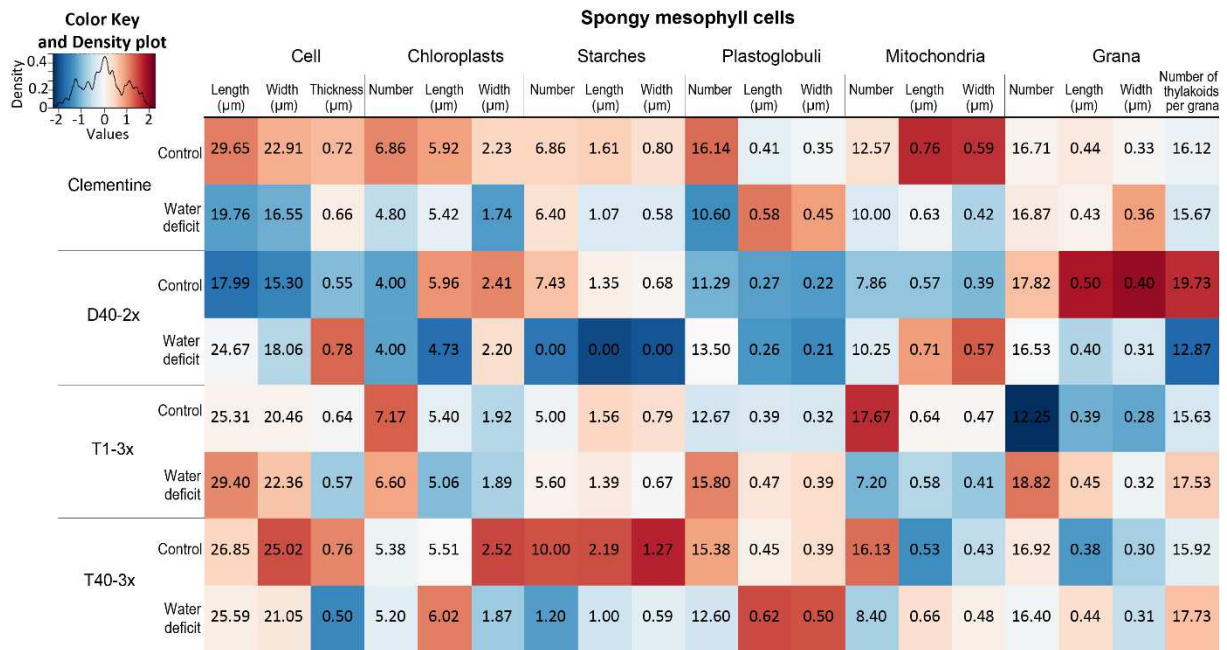 Spongy mesophyll cells
Color Key
and Density plot
Density
0.4
0.2
0
-2 -1 0 1 2
Values
Cell Chloroplasts Starches Plastoglobuli Mitochondria Grana
Length (µm) Width (µm) Thickness (µm) Number Length (µm) Width (µm) Number Length (µm) Width (µm) Number Length (µm) Width (µm) Number Length (µm) Width (µm) Number Length (µm) Width (µm) Number of thylakoids per grana
Clementine
Control 29.65 22.91 0.72 6.86 5.92 2.23 6.86 1.61 0.80 16.14 0.41 0.35 12.57 0.76 0.59 16.71 0.44 0.33 16.12
Water deficit 19.76 16.55 0.66 4.80 5.42 1.74 6.40 1.07 0.58 10.60 0.58 0.45 10.00 0.63 0.42 16.87 0.43 0.36 15.67
D40-2x
Control 17.99 15.30 0.55 4.00 5.96 2.41 7.43 1.35 0.68 11.29 0.27 0.22 7.86 0.57 0.39 17.82 0.50 0.40 19.73
Water deficit 24.67 18.06 0.78 4.00 4.73 2.20 0.00 0.00 0.00 13.50 0.26 0.21 10.25 0.71 0.57 16.53 0.40 0.31 12.87
T1-3x
Control 25.31 20.46 0.64 7.17 5.40 1.92 5.00 1.56 0.79 12.67 0.39 0.32 17.67 0.64 0.47 12.25 0.39 0.28 15.63
Water deficit 29.40 22.36 0.57 6.60 5.06 1.89 5.60 1.39 0.67 15.80 0.47 0.39 7.20 0.58 0.41 18.82 0.45 0.32 17.53
T40-3x
Control 26.85 25.02 0.76 5.38 5.51 2.52 10.00 2.19 1.27 15.38 0.45 0.39 16.13 0.53 0.43 16.92 0.38 0.30 15.92
Water deficit 25.59 21.05 0.50 5.20 6.02 1.87 1.20 1.00 0.59 12.60 0.62 0.50 8.40 0.66 0.48 16.40 0.44 0.31 17.73